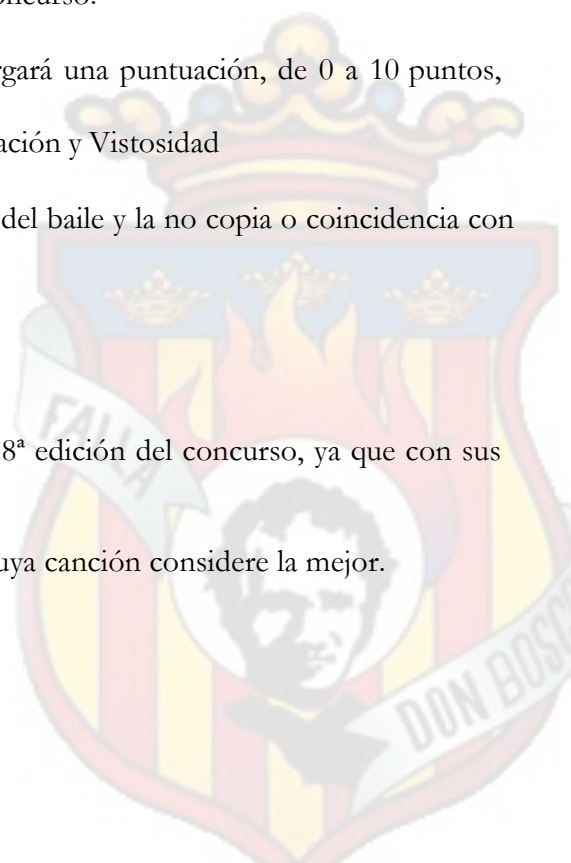 oncurso.
rgará una puntuación, de 0 a 10 puntos,
ación y Vistosidad
del baile y la no copia o coincidencia con
8ª edición del concurso, ya que con sus
uya canción considere la mejor.
FALLA
DON BOSCO